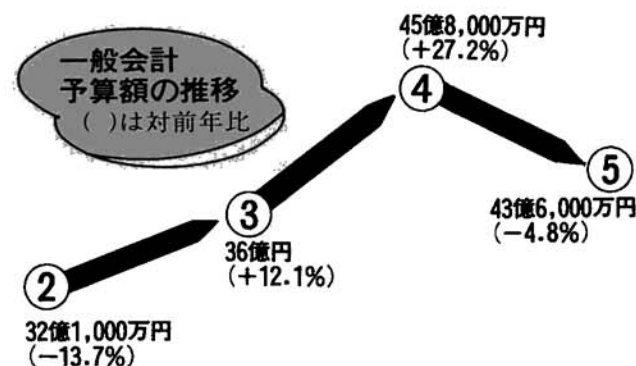 一般会計
予算額の推移
( )は対前年比
②
32億1,000万円
(−13.7%)
③
36億円
(+12.1%)
④
45億8,000万円
(+27.2%)
⑤
43億6,000万円
(−4.8%)